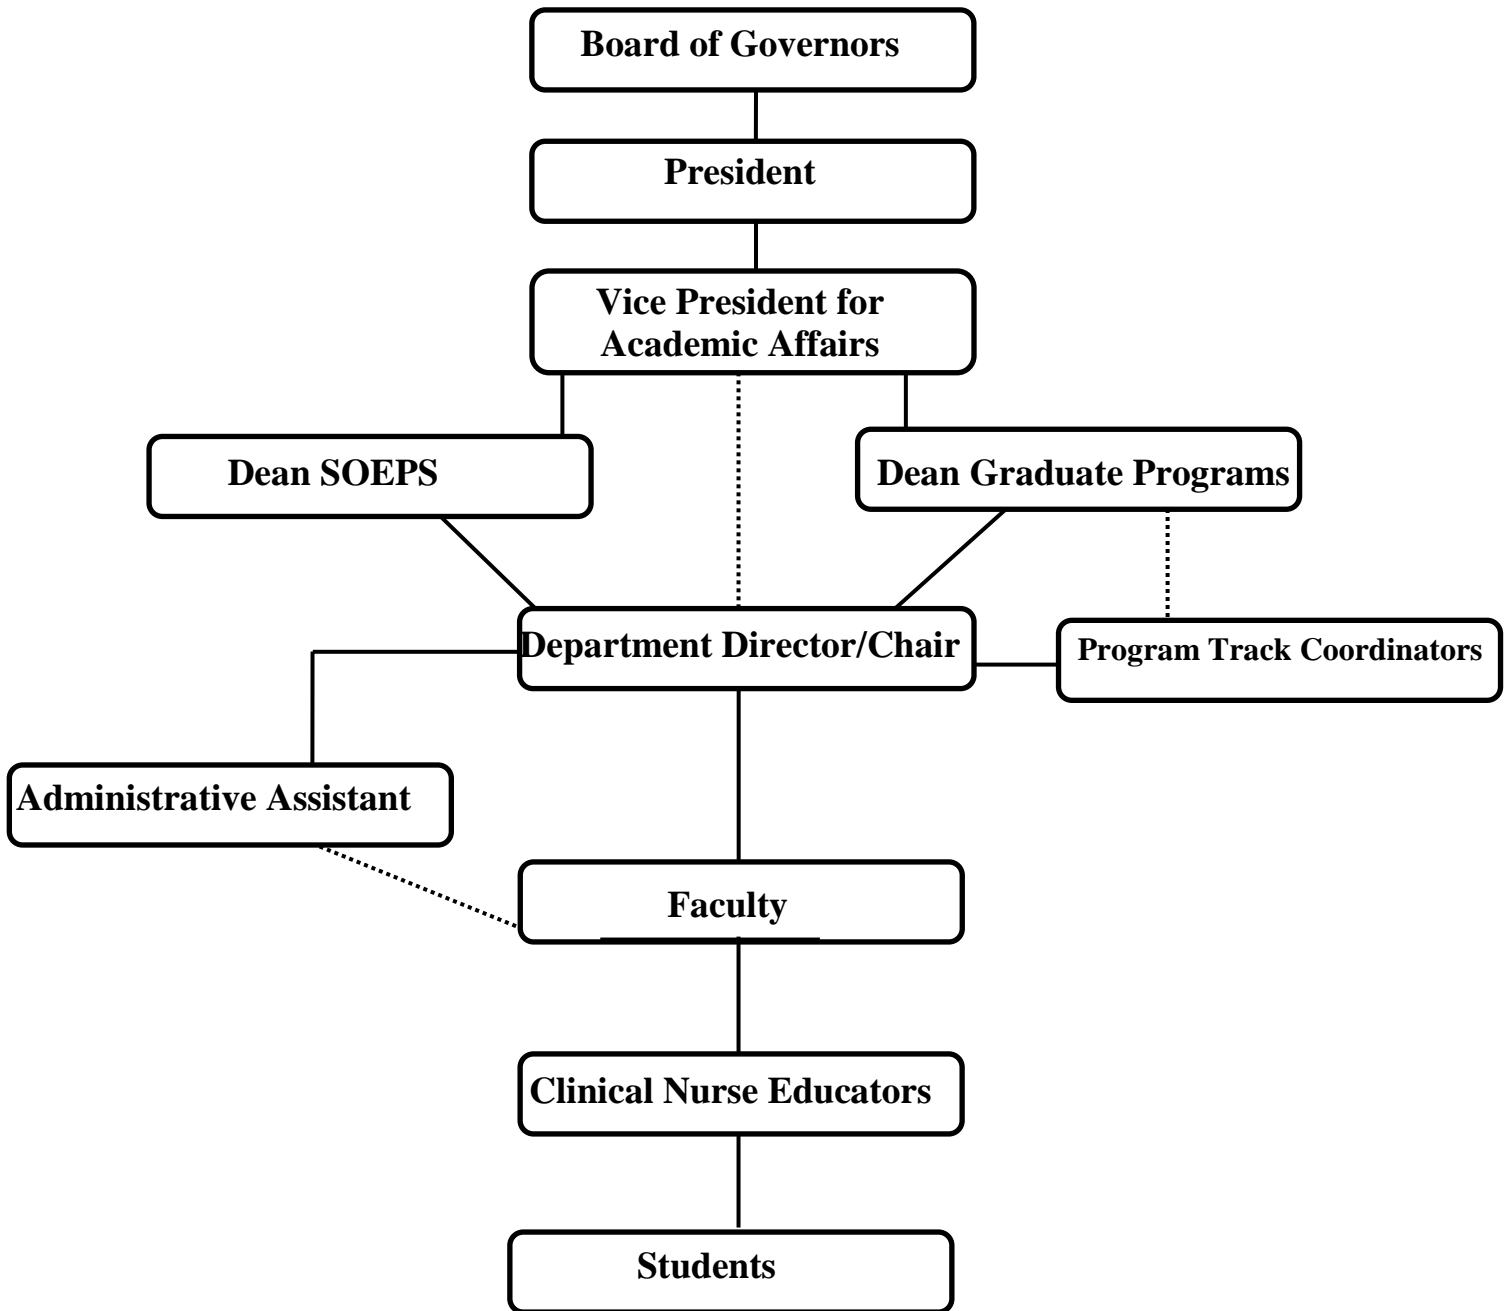 Board of Governors
President
Vice President for
Academic Affairs
Dean SOEPS
Dean Graduate Programs
Department Director/Chair
Program Track Coordinators
Administrative Assistant
Faculty
Clinical Nurse Educators
Students